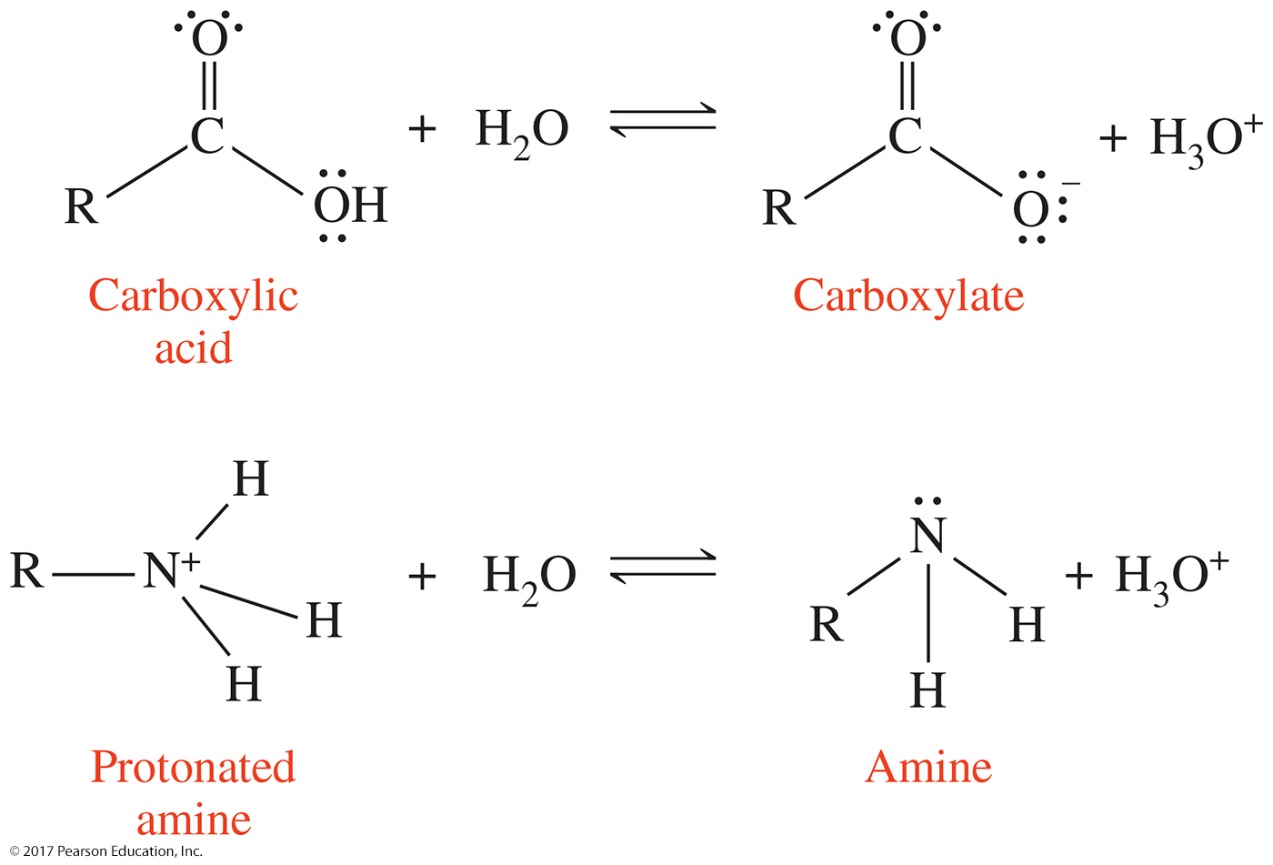 O
C + H₂O ⇌ C + H₃O⁺
O
R OH R O⁻
Carboxylic
acid
Carboxylate
H
R N⁺ + H₂O ⇌ N + H₃O⁺
H R H
H H
Protonated
amine
Amine
© 2017 Pearson Education, Inc.